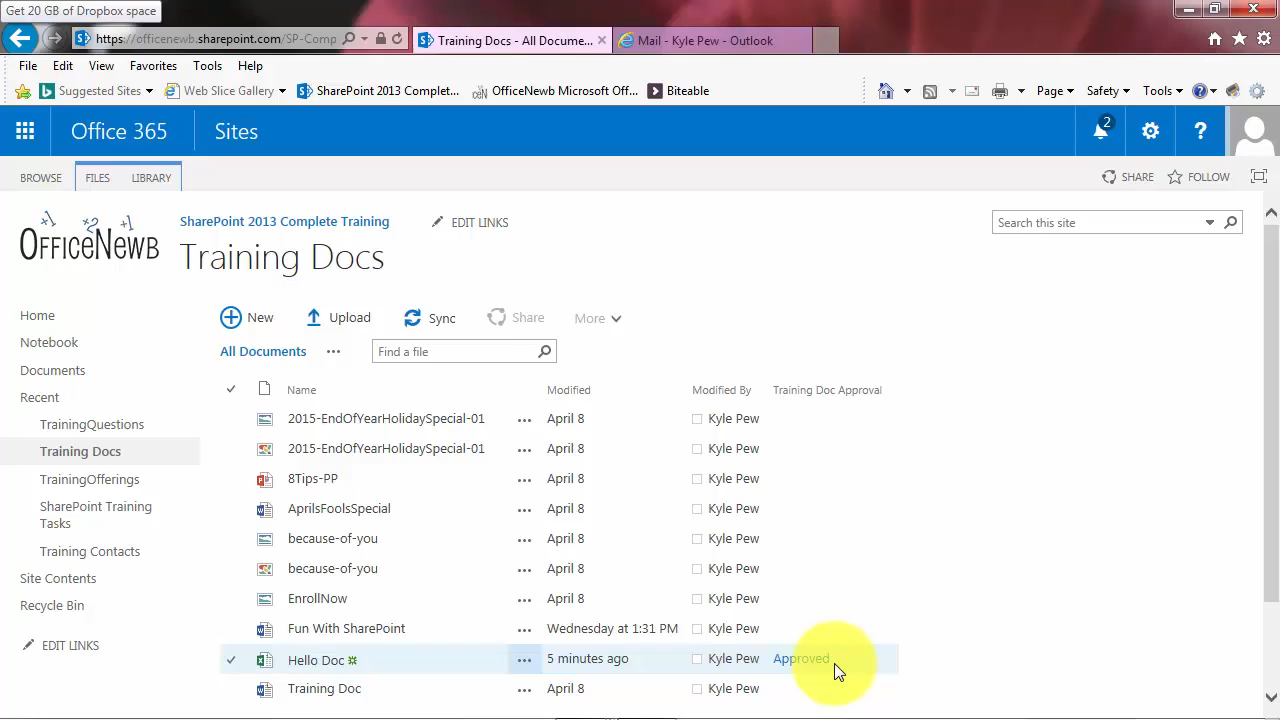 Get 20 GB of Dropbox space
https://officenewb.sharepoint.com/SP-Comp
Training Docs - All Docume...
Mail - Kyle Pew - Outlook
File Edit View Favorites Tools Help
Suggested Sites
Web Slice Gallery
SharePoint 2013 Complet...
OfficeNewb Microsoft Off...
Biteable
Page Safety Tools
Office 365
Sites
2
BROWSE FILES LIBRARY
SHARE FOLLOW
+1 x2 +1
OFFICENEWB
SharePoint 2013 Complete Training
EDIT LINKS
Search this site
Training Docs
Home
Notebook
Documents
Recent
TrainingQuestions
Training Docs
TrainingOfferings
SharePoint Training
Tasks
Training Contacts
Site Contents
Recycle Bin
EDIT LINKS
New Upload Sync Share More
All Documents ... Find a file
Name Modified Modified By Training Doc Approval
2015-EndOfYearHolidaySpecial-01 ... April 8 Kyle Pew
2015-EndOfYearHolidaySpecial-01 ... April 8 Kyle Pew
8Tips-PP ... April 8 Kyle Pew
AprilsFoolsSpecial ... April 8 Kyle Pew
because-of-you ... April 8 Kyle Pew
because-of-you ... April 8 Kyle Pew
EnrollNow ... April 8 Kyle Pew
Fun With SharePoint ... Wednesday at 1:31 PM Kyle Pew
Hello Doc ... 5 minutes ago Kyle Pew Approved
Training Doc ... April 8 Kyle Pew